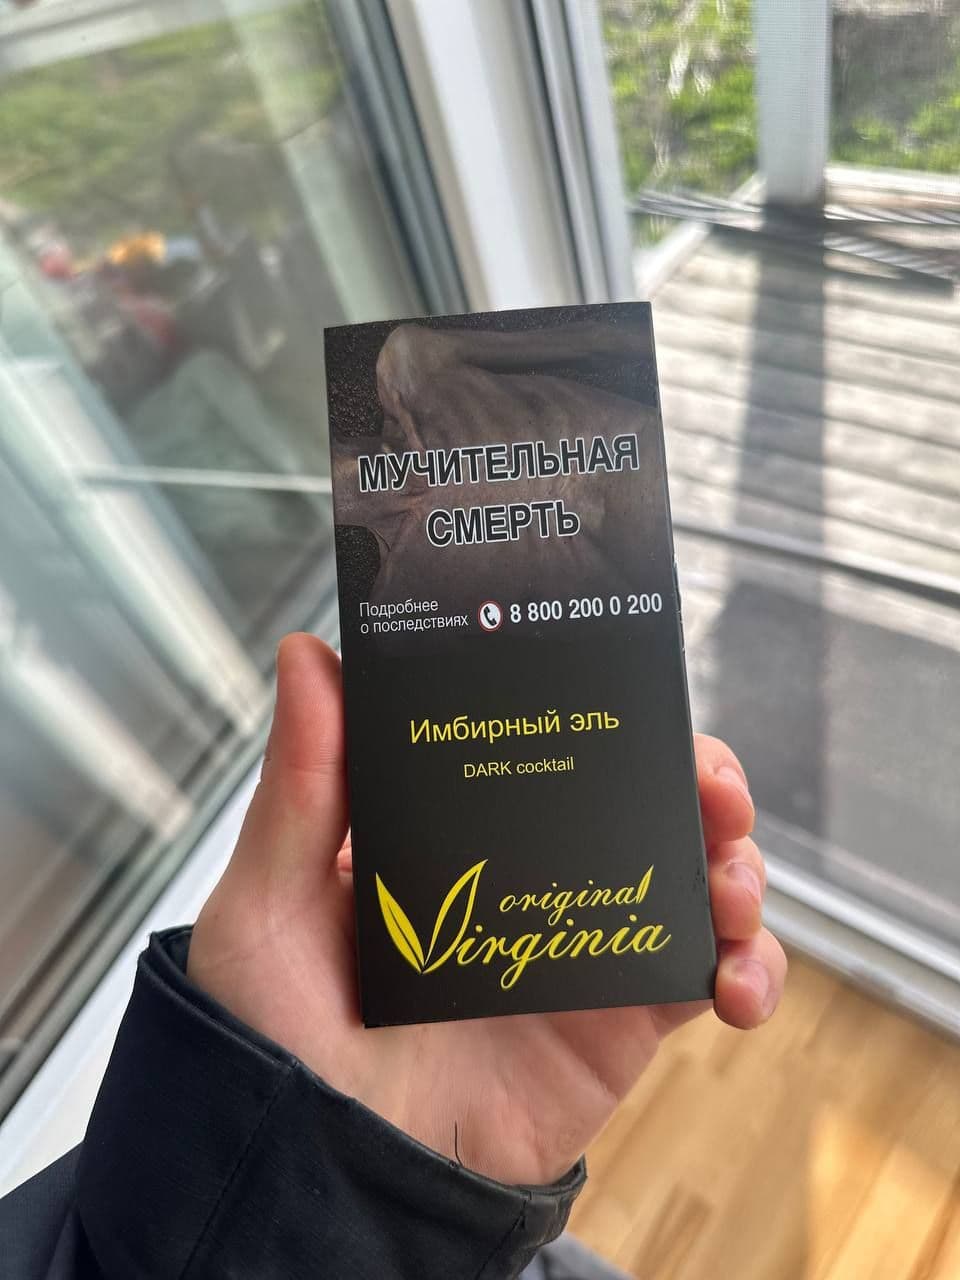 МУЧИТЕЛЬНАЯ
СМЕРТЬ
Подробнее
о последствиях 8 800 200 0 200
Имбирный эль
DARK cocktail
original
Virginia